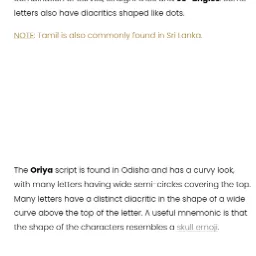 letters also have diacritics shaped like dots.
NOTE: Tamil is also commonly found in Sri Lanka.
The Oriya script is found in Odisha and has a curvy look,
with many letters having wide semi-circles covering the top.
Many letters have a distinct diacritic in the shape of a wide
curve above the top of the letter. A useful mnemonic is that
the shape of the characters resembles a skull emoji.